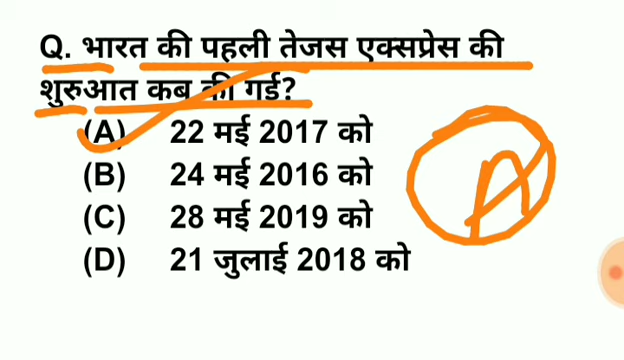 Q. भारत की पहली तेजस एक्सप्रेस की
शुरुआत कब की गई?
(A) 22 मई 2017 को
(B) 24 मई 2016 को
(C) 28 मई 2019 को
(D) 21 जुलाई 2018 को
A